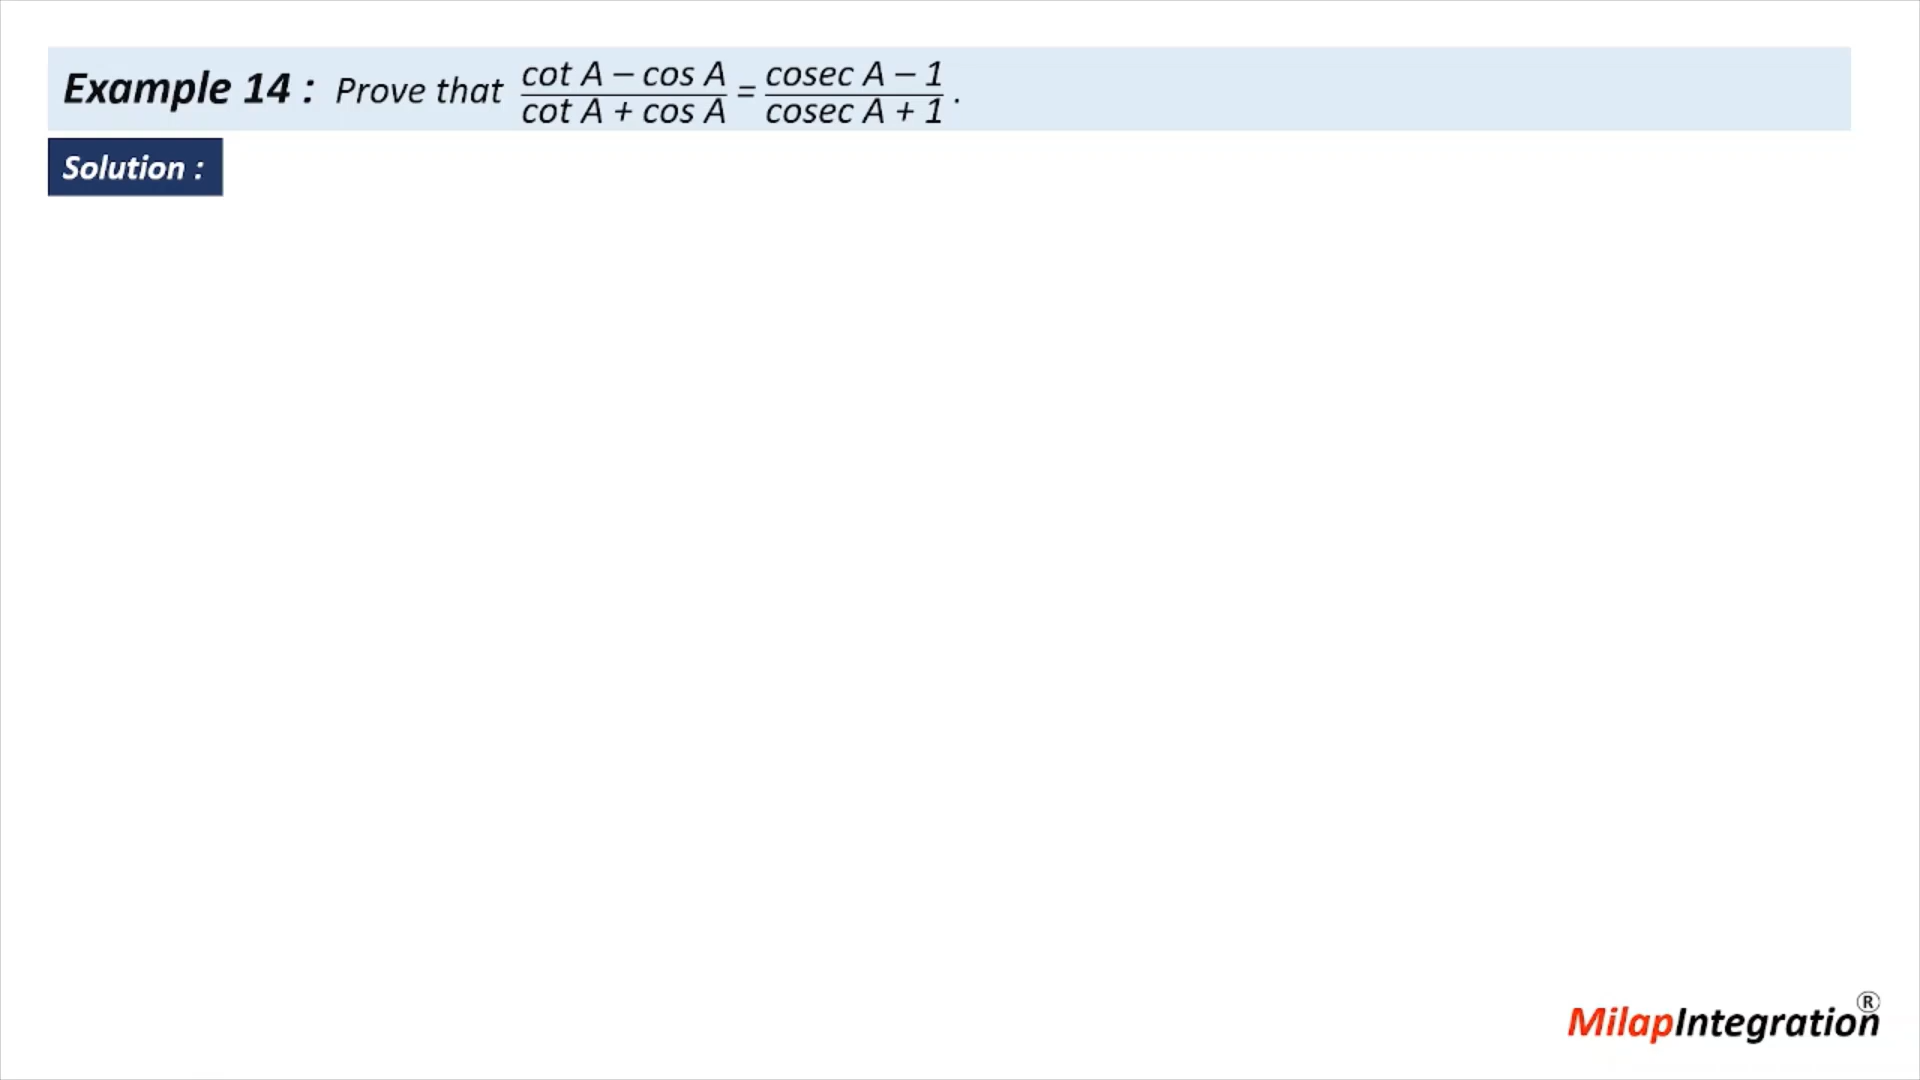 Example 14 : Prove that cot A – cos A / cot A + cos A = cosec A – 1 / cosec A + 1 .
Solution :
MilapIntegration®